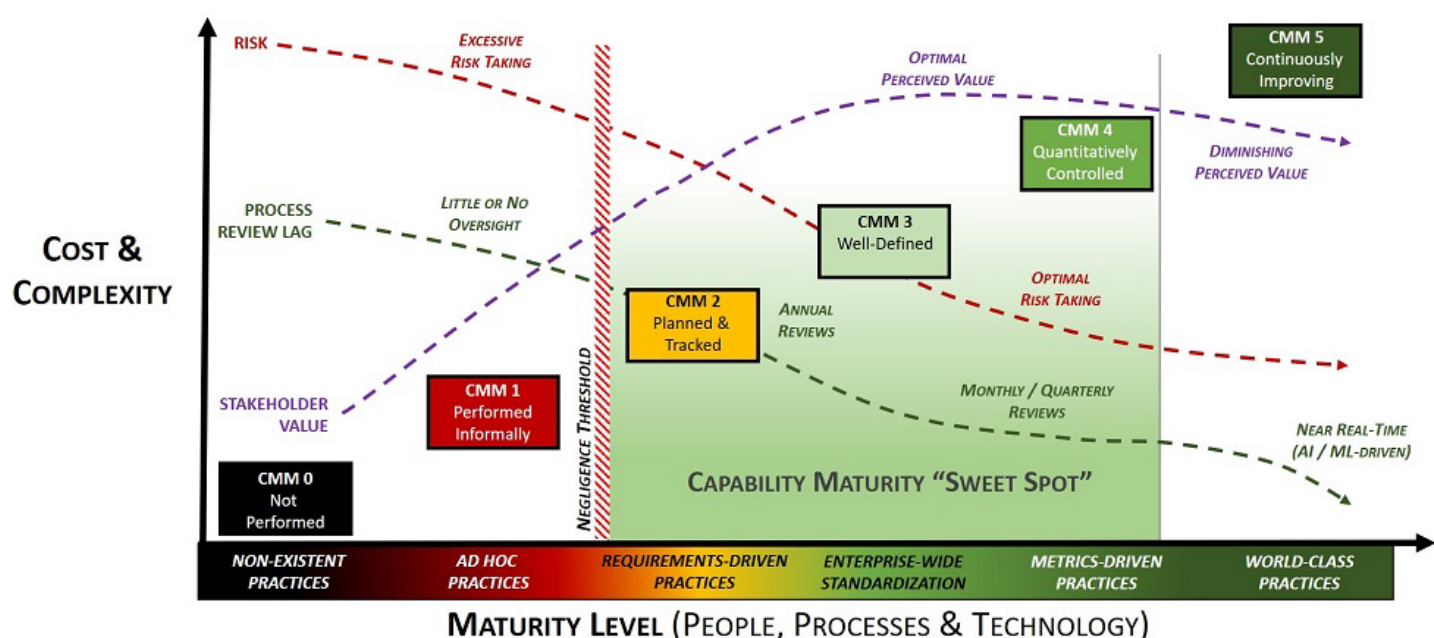 RISK
EXCESSIVE
RISK TAKING
OPTIMAL
PERCEIVED VALUE
CMM 5
Continuously
Improving
CMM 4
Quantitatively
Controlled
DIMINISHING
PERCEIVED VALUE
PROCESS
REVIEW LAG
LITTLE OR NO
OVERSIGHT
CMM 3
Well-Defined
COST &
COMPLEXITY
CMM 2
Planned &
Tracked
ANNUAL
REVIEWS
OPTIMAL
RISK TAKING
STAKEHOLDER
VALUE
CMM 1
Performed
Informally
NEGLIGENCE THRESHOLD
MONTHLY / QUARTERLY
REVIEWS
NEAR REAL-TIME
(AI / ML-DRIVEN)
CMM 0
Not
Performed
CAPABILITY MATURITY “SWEET SPOT”
NON-EXISTENT
PRACTICES
AD HOC
PRACTICES
REQUIREMENTS-DRIVEN
PRACTICES
ENTERPRISE-WIDE
STANDARDIZATION
METRICS-DRIVEN
PRACTICES
WORLD-CLASS
PRACTICES
MATURITY LEVEL (PEOPLE, PROCESSES & TECHNOLOGY)